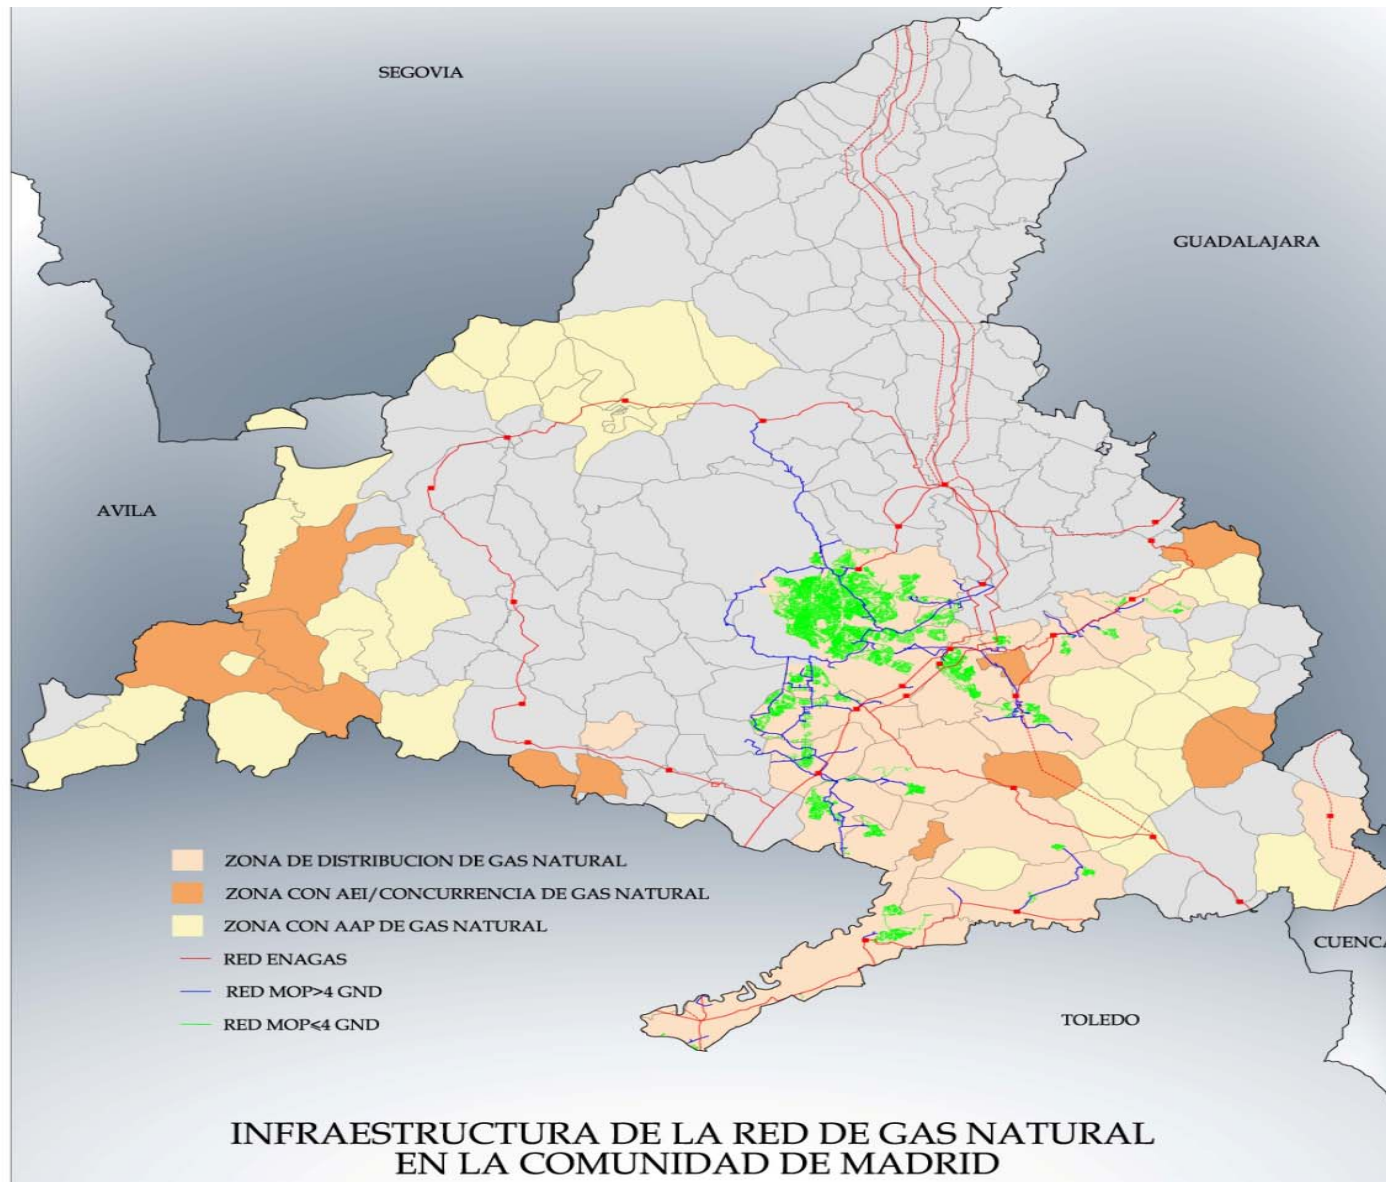 SEGOVIA
GUADALAJARA
AVILA
ZONA DE DISTRIBUCION DE GAS NATURAL
ZONA CON AEI/CONCURRENCIA DE GAS NATURAL
ZONA CON AAP DE GAS NATURAL
RED ENAGAS
RED MOP>4 GND
RED MOP≤4 GND
CUENCA
TOLEDO
INFRAESTRUCTURA DE LA RED DE GAS NATURAL
EN LA COMUNIDAD DE MADRID